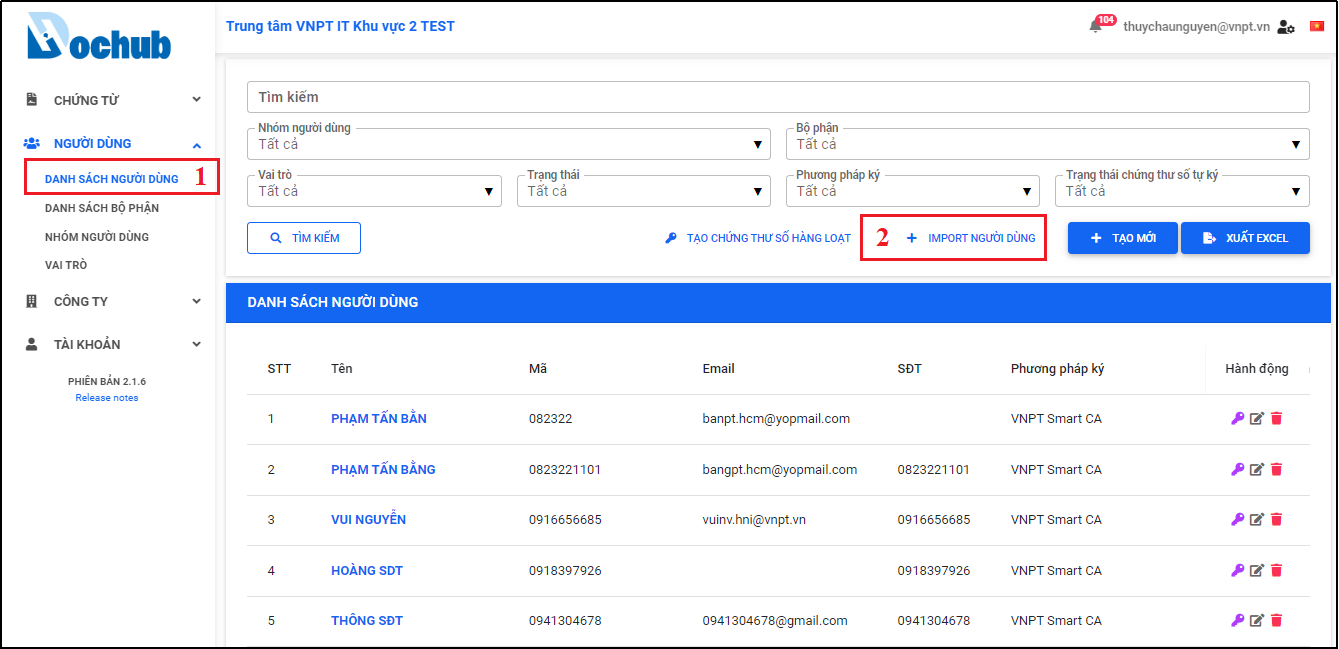 Dochub
Trung tâm VNPT IT Khu vực 2 TEST
104
thuychaunguyen@vnpt.vn
CHỨNG TỪ
NGƯỜI DÙNG
DANH SÁCH NGƯỜI DÙNG 1
DANH SÁCH BỘ PHẬN
NHÓM NGƯỜI DÙNG
VAI TRÒ
CÔNG TY
TÀI KHOẢN
PHIÊN BẢN 2.1.6
Release notes
Tìm kiếm
Nhóm người dùng
Tất cả
Bộ phận
Tất cả
Vai trò
Tất cả
Trạng thái
Tất cả
Phương pháp ký
Tất cả
Trạng thái chứng thư số tự ký
Tất cả
TÌM KIẾM
TẠO CHỨNG THƯ SỐ HÀNG LOẠT
2 + IMPORT NGƯỜI DÙNG
+ TẠO MỚI
XUẤT EXCEL
DANH SÁCH NGƯỜI DÙNG
STT Tên Mã Email SĐT Phương pháp ký Hành động
1 PHẠM TẤN BẰN 082322 banpt.hcm@yopmail.com VNPT Smart CA
2 PHẠM TẤN BẰNG 0823221101 bangpt.hcm@yopmail.com 0823221101 VNPT Smart CA
3 VUI NGUYỄN 0916656685 vuinv.hni@vnpt.vn 0916656685 VNPT Smart CA
4 HOÀNG SDT 0918397926 0918397926 VNPT Smart CA
5 THÔNG SĐT 0941304678 0941304678@gmail.com 0941304678 VNPT Smart CA